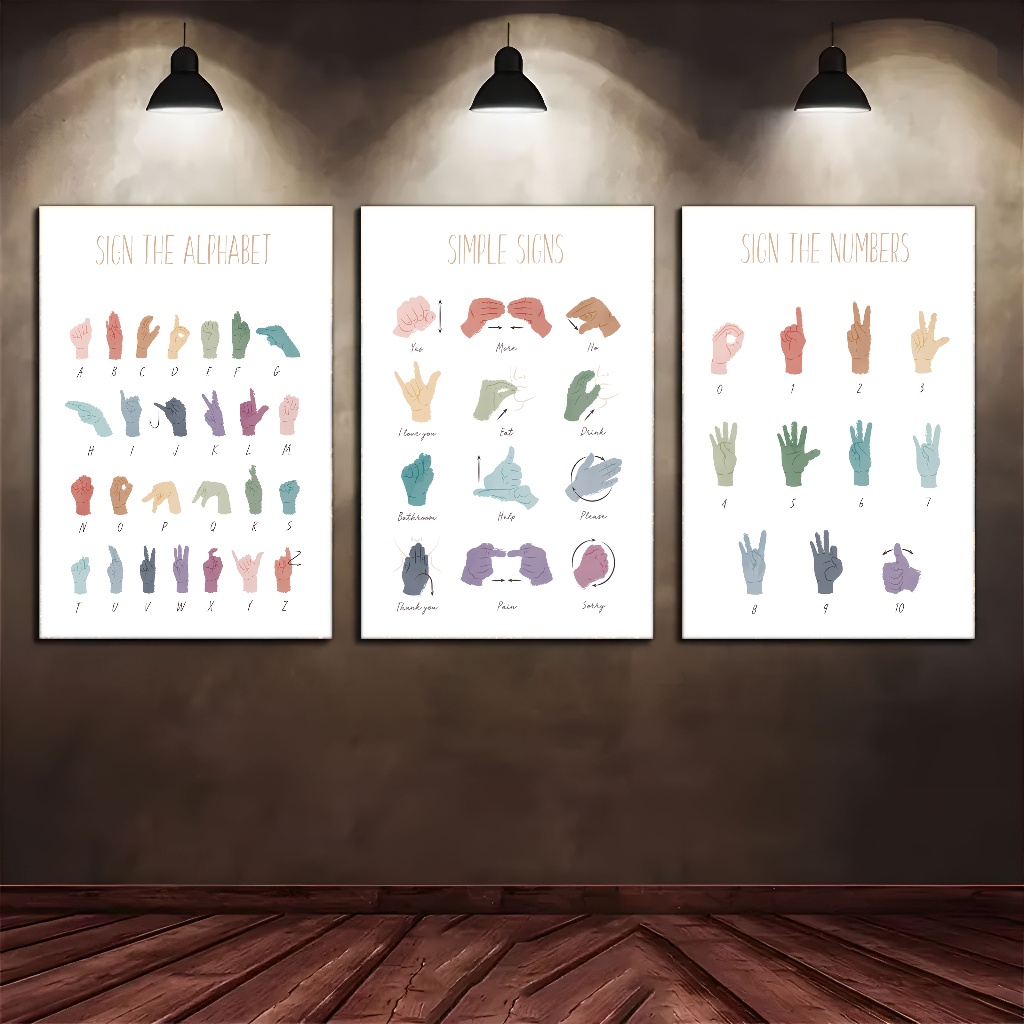 SIGN THE ALPHABET
A B C D E F G
H I J K L M
N O P Q R S
T U V W X Y Z
SIMPLE SIGNS
Yes More No
I love you Eat Drink
Bathroom Help Please
Thank you Pain Sorry
SIGN THE NUMBERS
0 1 2 3
4 5 6 7
8 9 10